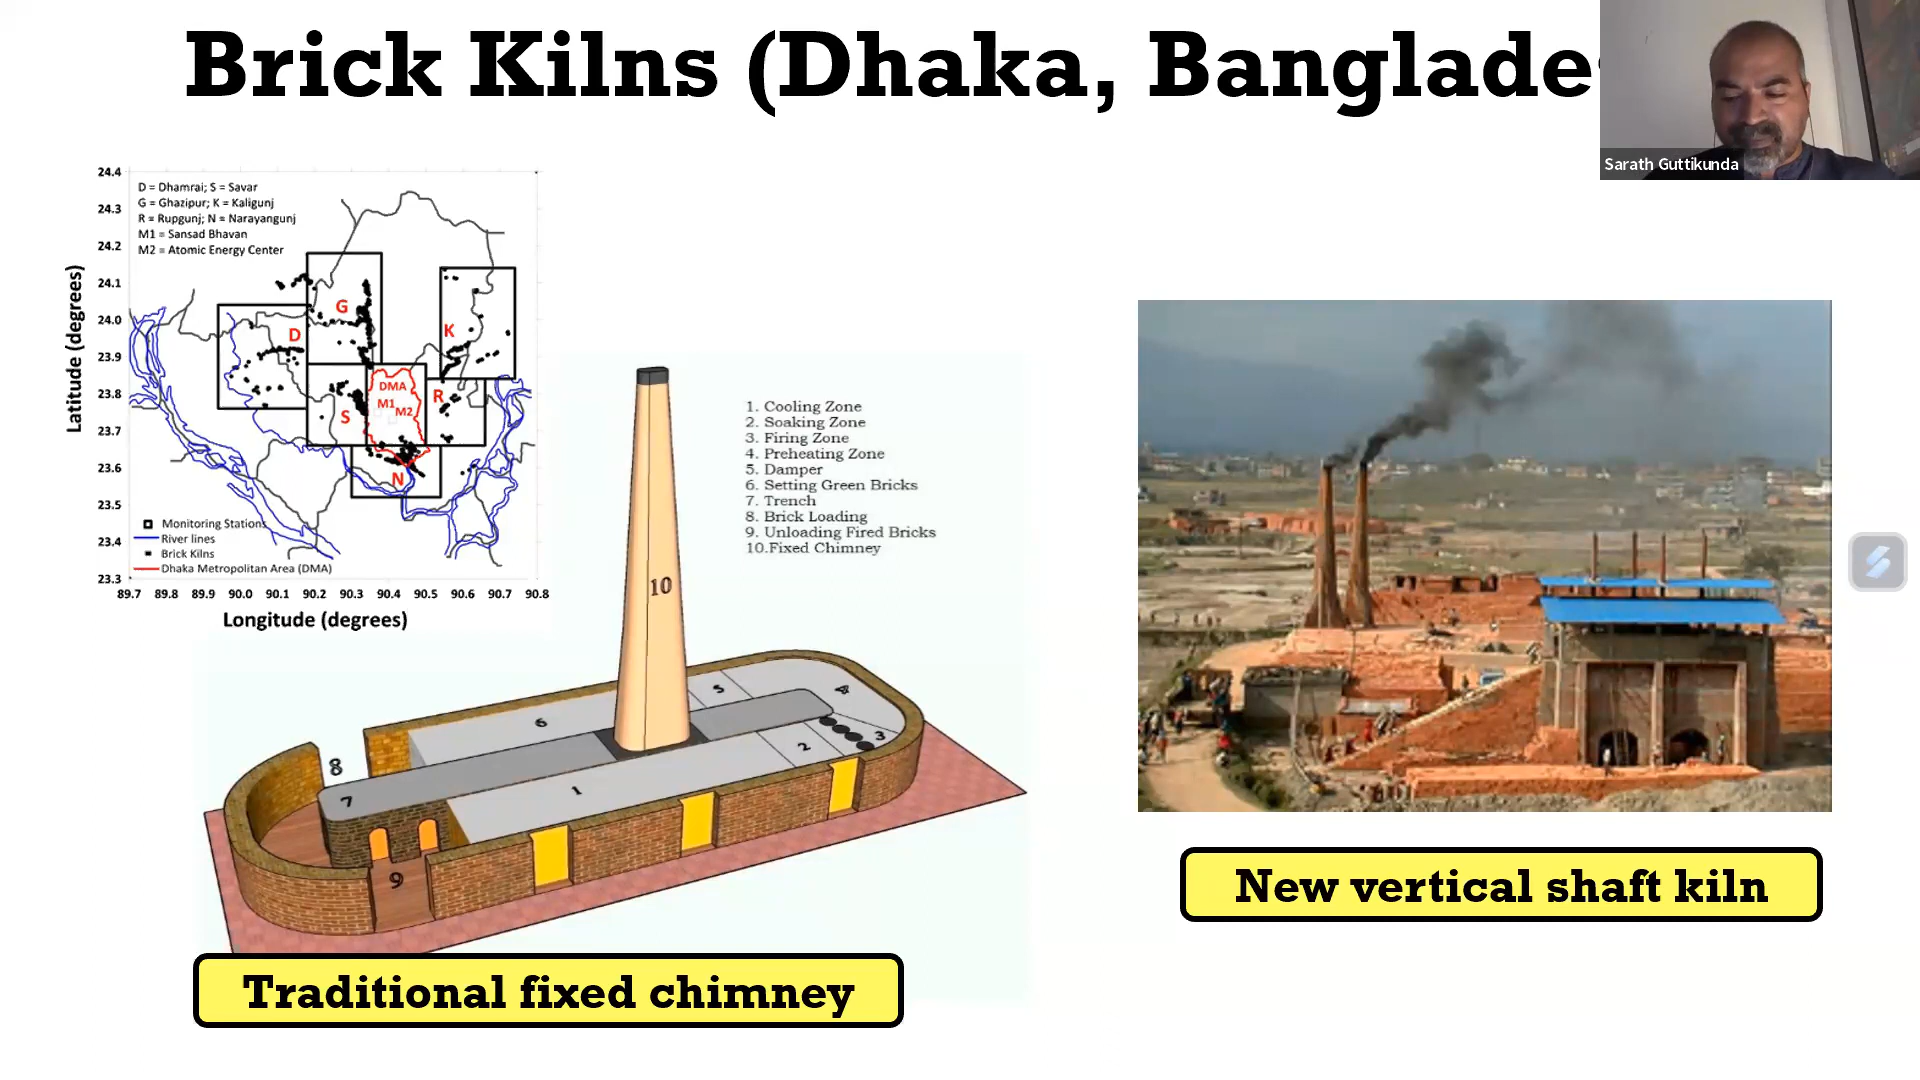 Brick Kilns (Dhaka, Banglade
Sarath Guttikunda
24.4
24.3
24.2
24.1
24.0
23.9
23.8
23.7
23.6
23.5
23.4
23.3
Latitude (degrees)
D = Dhamrai; S = Savar
G = Ghazipur; K = Kaligunj
R = Rupgunj; N = Narayangunj
M1 = Sansad Bhavan
M2 = Atomic Energy Center
G
D
K
DMA
M1
M2
R
S
N
Monitoring Stations
River lines
Brick Kilns
Dhaka Metropolitan Area (DMA)
89.7 89.8 89.9 90.0 90.1 90.2 90.3 90.4 90.5 90.6 90.7 90.8
Longitude (degrees)
1. Cooling Zone
2. Soaking Zone
3. Firing Zone
4. Preheating Zone
5. Damper
6. Setting Green Bricks
7. Trench
8. Brick Loading
9. Unloading Fired Bricks
10.Fixed Chimney
10
5
4
6
3
2
8
7
1
9
New vertical shaft kiln
Traditional fixed chimney